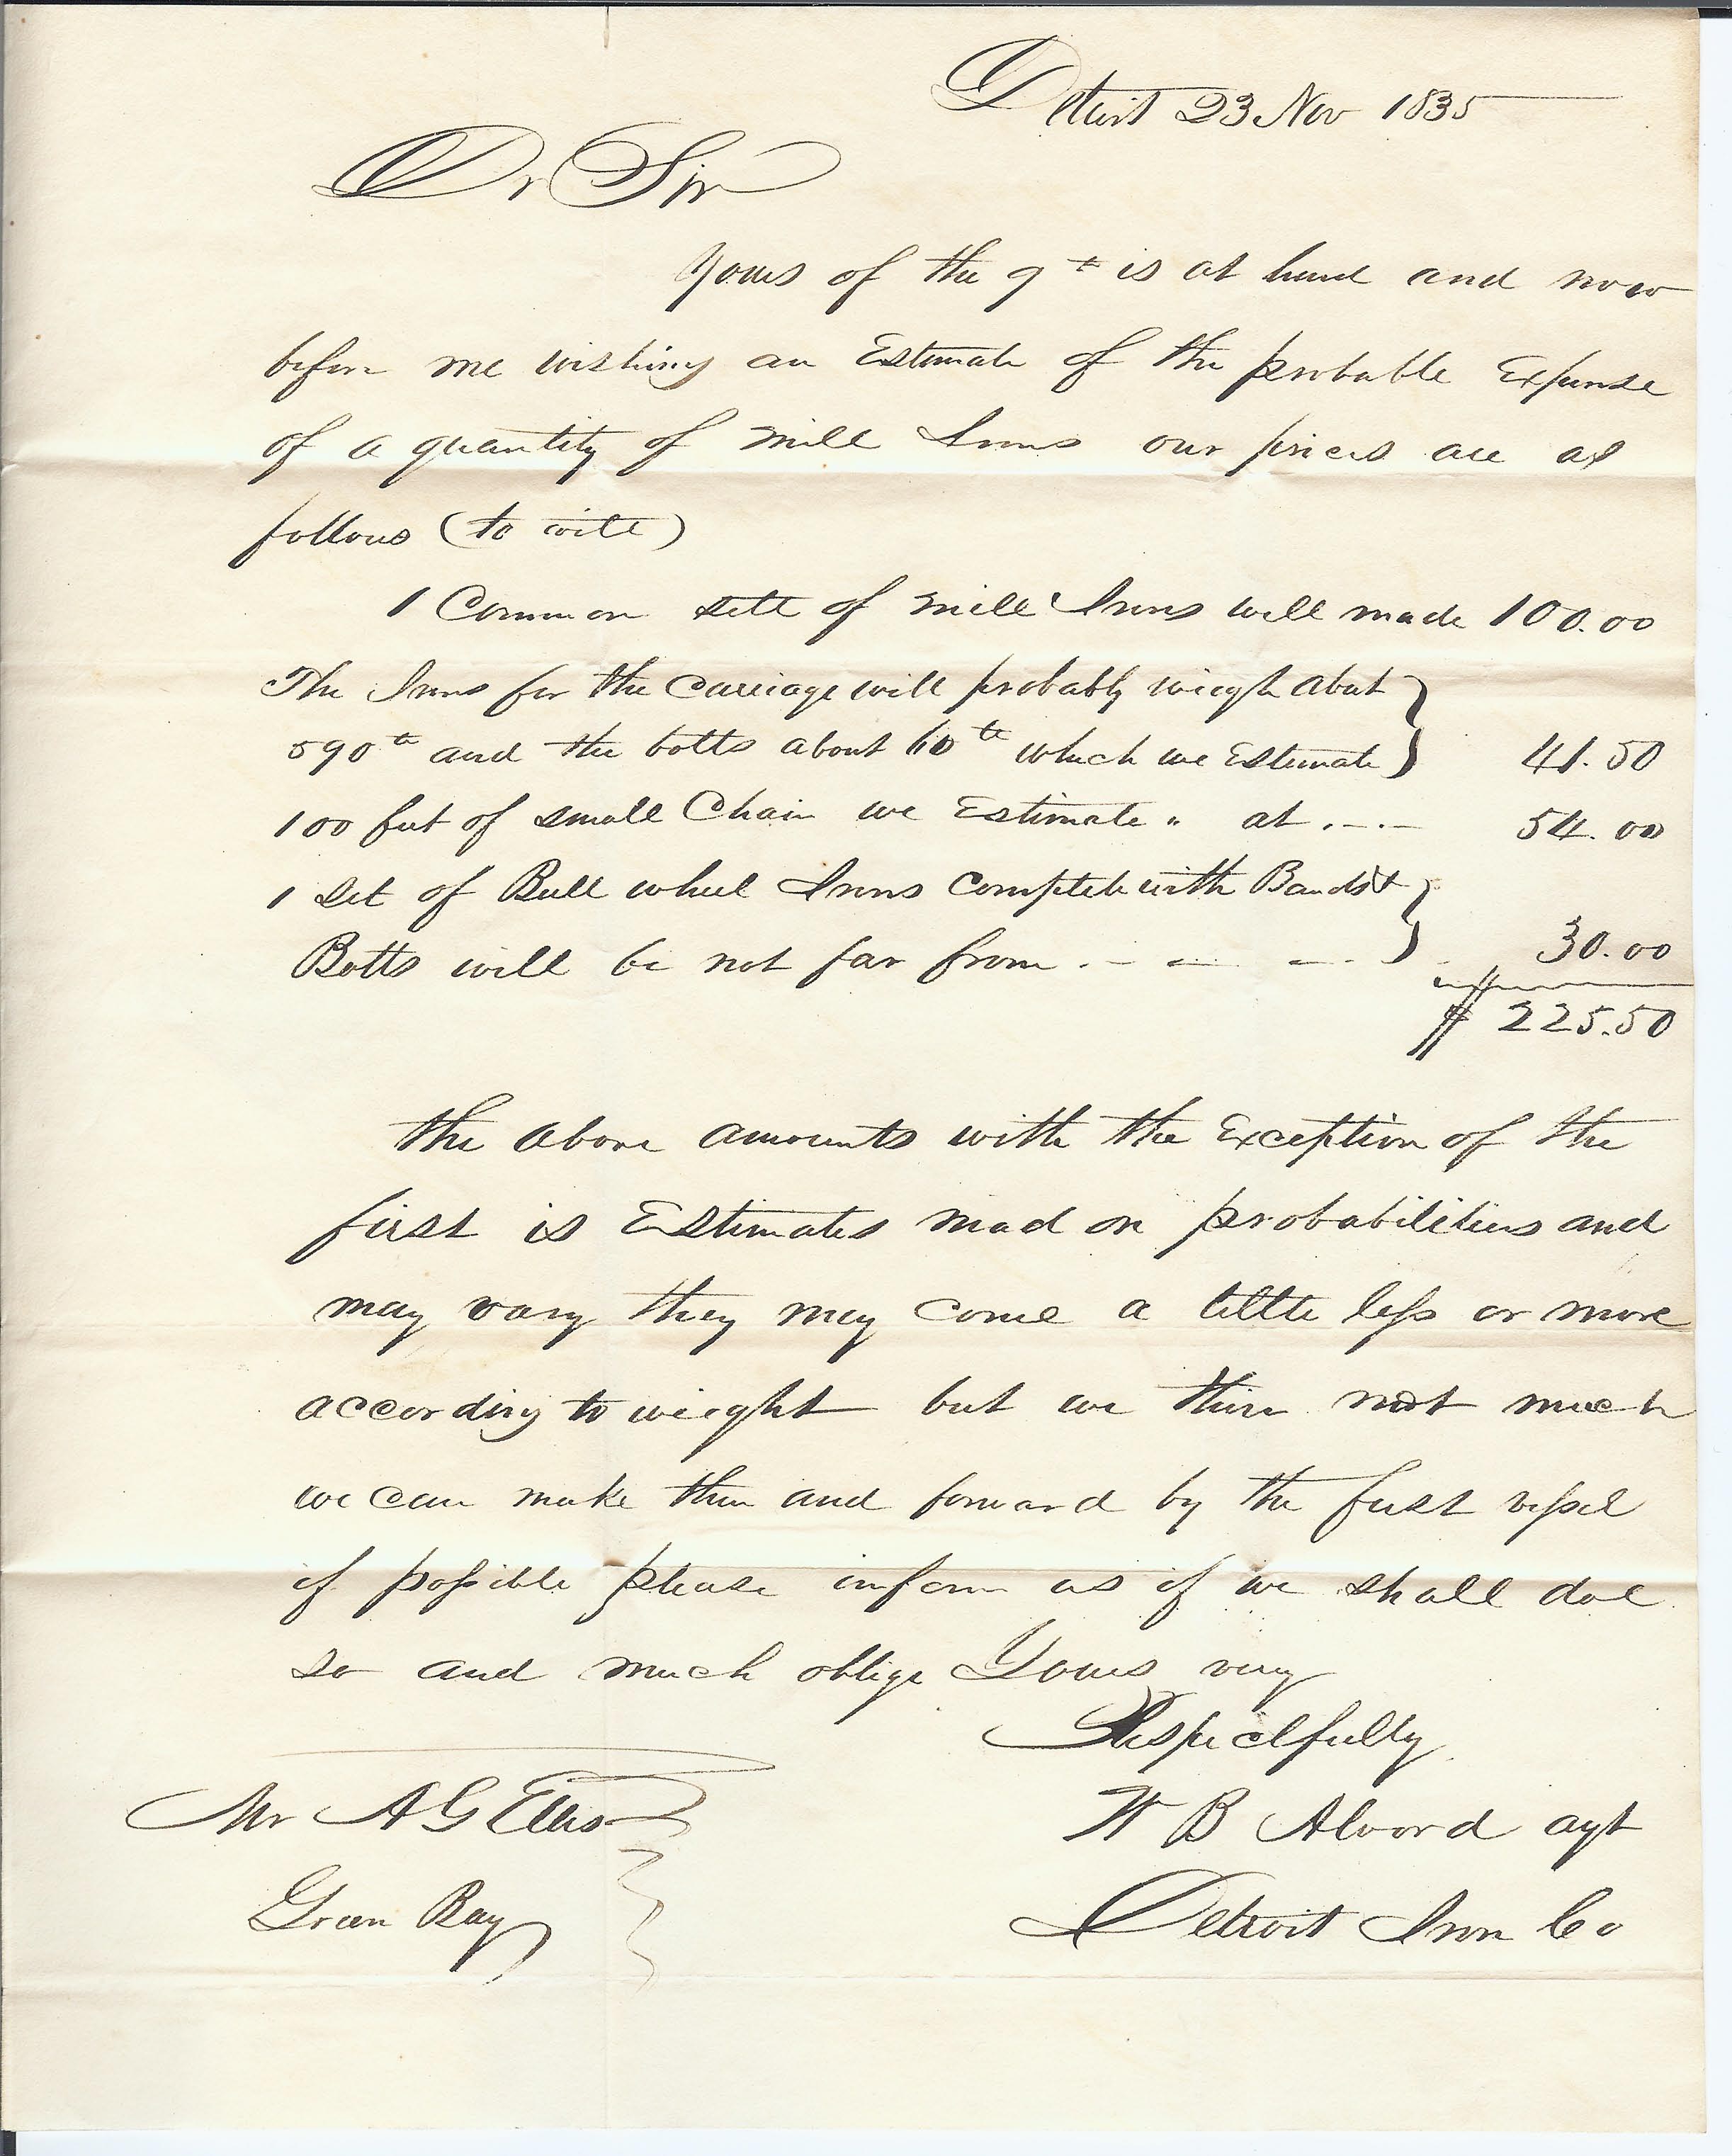 Detroit 23 Nov 1835
Dr Sir
Yours of the 9th is at hand and now
before me wishing an Estimate of the probable Expense
of a quantity of Mill Irons our prices are as
follows (to witt)
1 Common sett of Mill Irons well made 100.00
The Irons for the Carriage will probably wiegh abut
590 lb and the bolts about 60 lb which we Estimate 41.50
100 feet of small Chain we Estimate " at .-.- 54.00
1 Set of Bull wheel Irons Complete with Bands &
Bolts will be not far from . - - - . 30.00
$ 225.50
the above amounts with the Exception of the
first is Estimates mad on probabilities and
may vary they may come a little less or more
according to wieght but we think not much
we can make them and forward by the first vessel
if possible please inform us if we shall doe
so and much oblige Yours very
Respectfully
W B Alvord agt
Detroit Iron Co
Mr A G Ellis
Green Bay